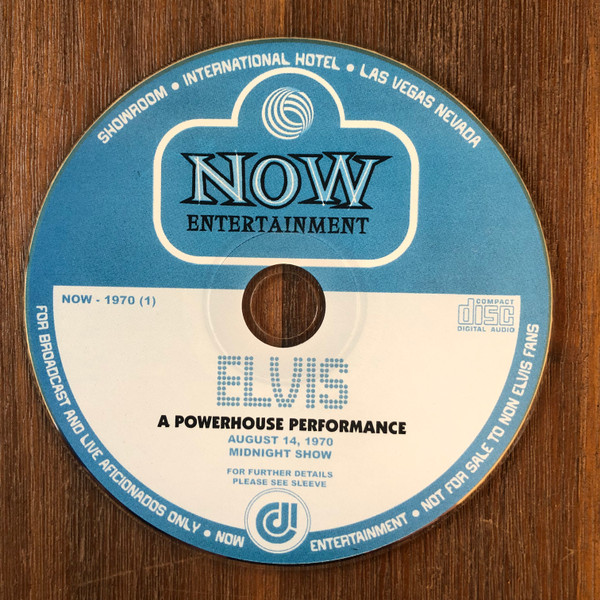 SHOWROOM • INTERNATIONAL HOTEL • LAS VEGAS NEVADA
NOW
ENTERTAINMENT
NOW - 1970 (1)
COMPACT
disc
DIGITAL AUDIO
ELVIS
A POWERHOUSE PERFORMANCE
AUGUST 14, 1970
MIDNIGHT SHOW
FOR FURTHER DETAILS
PLEASE SEE SLEEVE
FOR BROADCAST AND LIVE AFICIONADOS ONLY • NOW ENTERTAINMENT • NOT FOR SALE TO NON ELVIS FANS